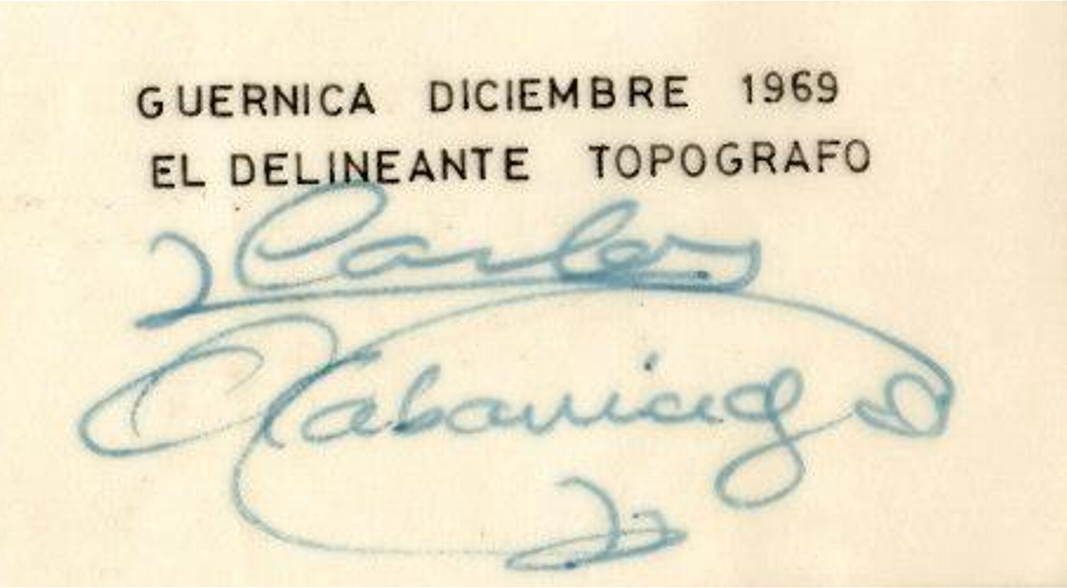 GUERNICA DICIEMBRE 1969
EL DELINEANTE TOPOGRAFO
Carlos